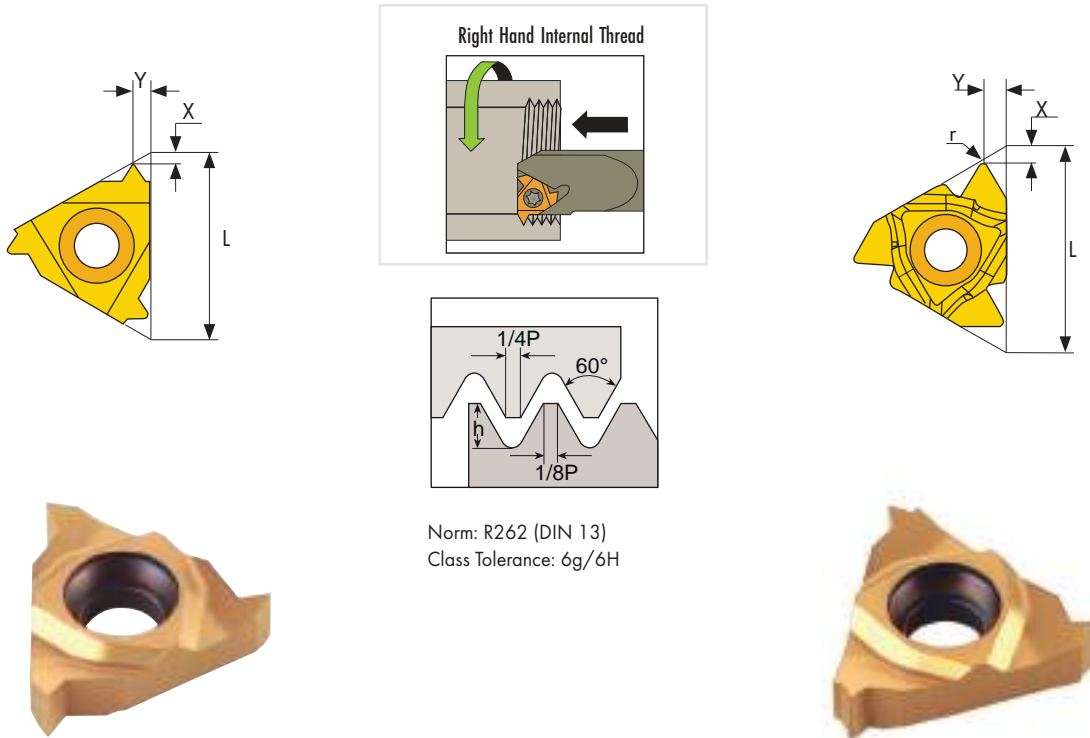 Right Hand Internal Thread
Y
X
L
Y
X
r
L
1/4P
60°
h
1/8P
Norm: R262 (DIN 13)
Class Tolerance: 6g/6H